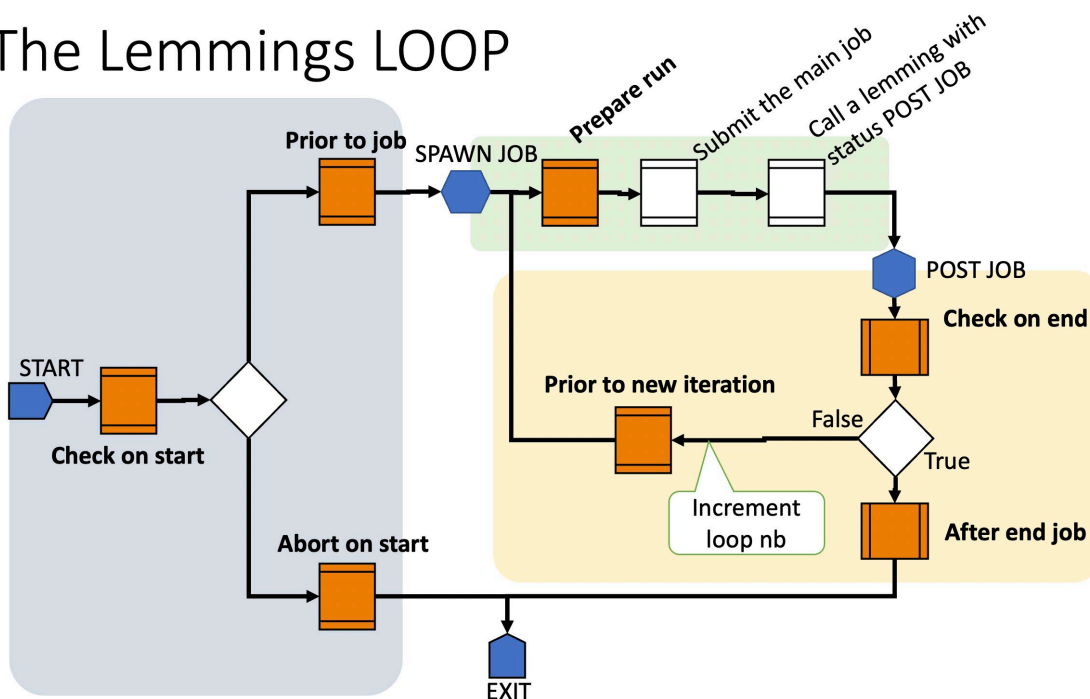 The Lemmings LOOP
Prior to job
SPAWN JOB
Prepare run
Submit the main job
Call a lemming with
status POST JOB
POST JOB
Check on end
START
Check on start
Prior to new iteration
False
True
Increment
loop nb
After end job
Abort on start
EXIT